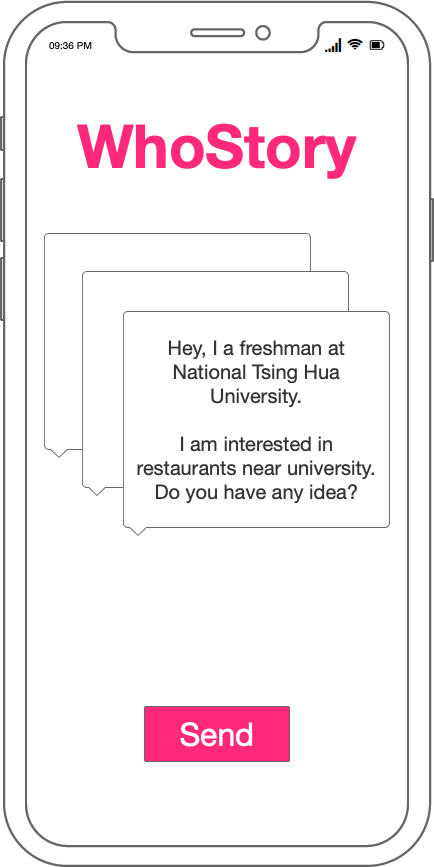 09:36 PM
WhoStory
Hey, I a freshman at
National Tsing Hua
University.
I am interested in
restaurants near university.
Do you have any idea?
Send